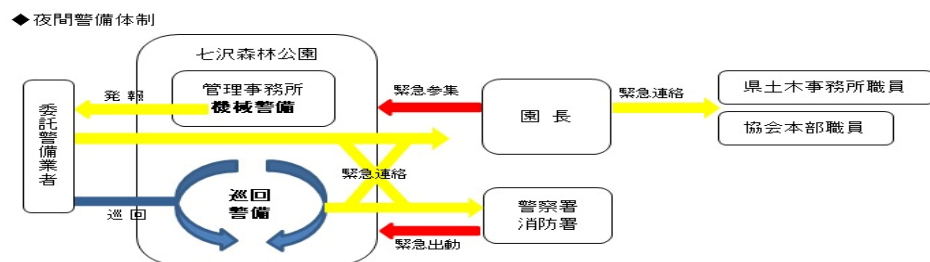 ◆夜間警備体制
七沢森林公園
管理事務所
機械警備
発報
委託警備業者
緊急参集
園長
緊急連絡
県土木事務所職員
協会本部職員
緊急連絡
巡回
警備
巡回
警察署
消防署
緊急出動